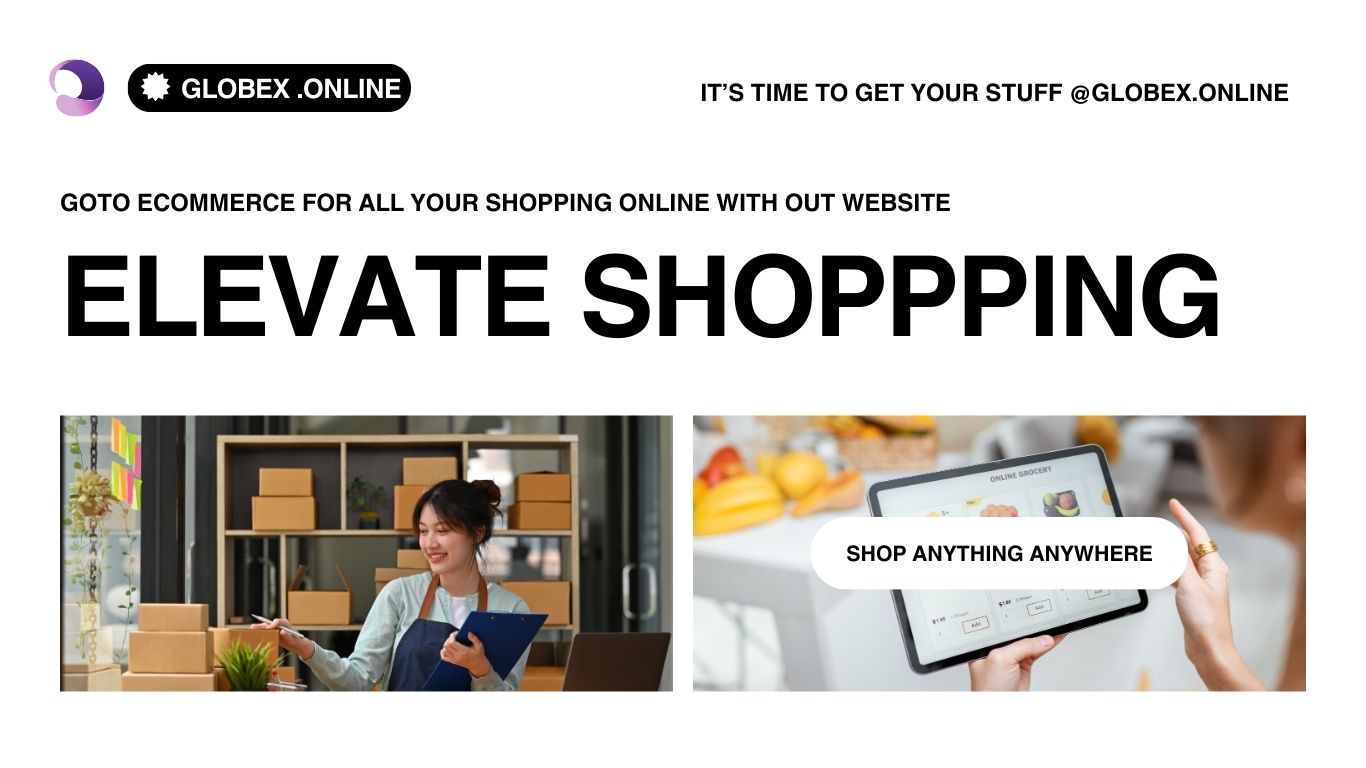 GLOBEX .ONLINE
IT’S TIME TO GET YOUR STUFF @GLOBEX.ONLINE
GOTO ECOMMERCE FOR ALL YOUR SHOPPING ONLINE WITH OUT WEBSITE
ELEVATE SHOPPPING
ONLINE GROCERY
SHOP ANYTHING ANYWHERE
Add
Add
Add